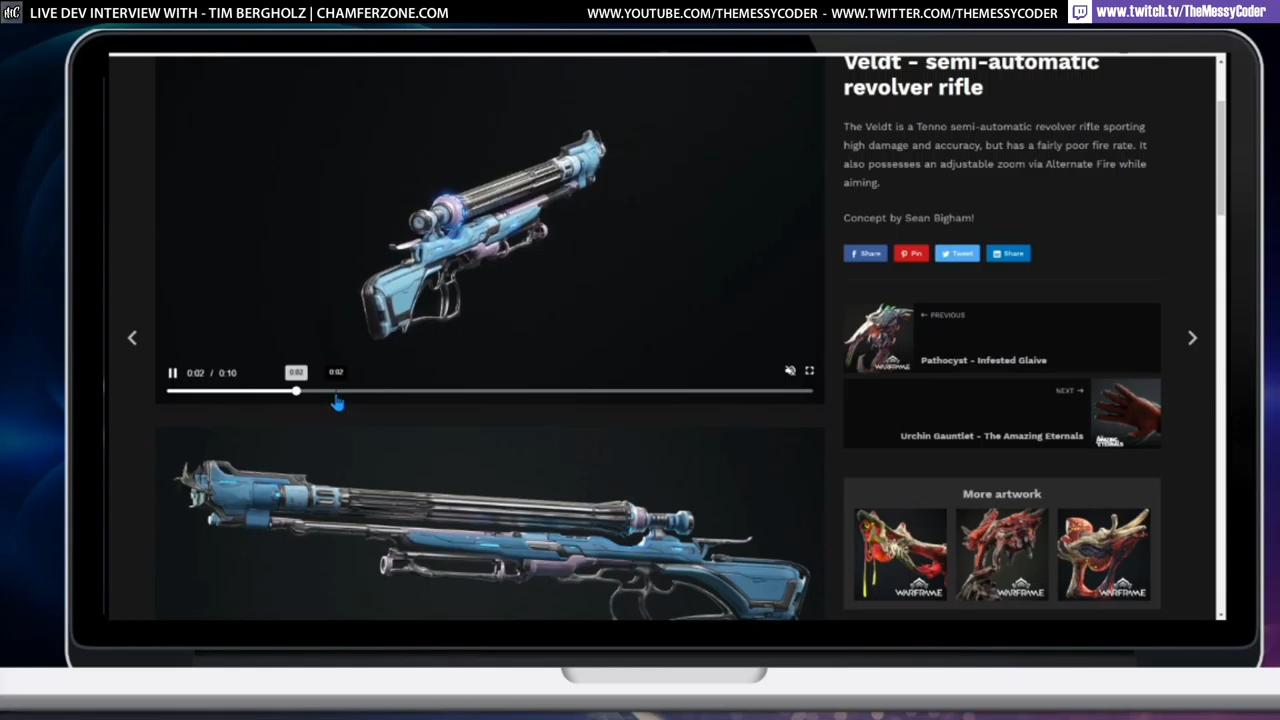 LIVE DEV INTERVIEW WITH - TIM BERGHOLZ | CHAMFERZONE.COM
WWW.YOUTUBE.COM/THEMESSYCODER - WWW.TWITTER.COM/THEMESSYCODER
www.twitch.tv/TheMessyCoder
Veldt - semi-automatic
revolver rifle
The Veldt is a Tenno semi-automatic revolver rifle sporting
high damage and accuracy, but has a fairly poor fire rate. It
also possesses an adjustable zoom via Alternate Fire while
aiming.
Concept by Sean Bigham!
Share
Pin
Tweet
Share
← PREVIOUS
Pathocyst - Infested Glaive
WARFRAME
NEXT →
Urchin Gauntlet - The Amazing Eternals
AMAZING
ETERNALS
0:02 / 0:10
0:02
0:02
More artwork
WARFRAME
WARFRAME
WARFRAME